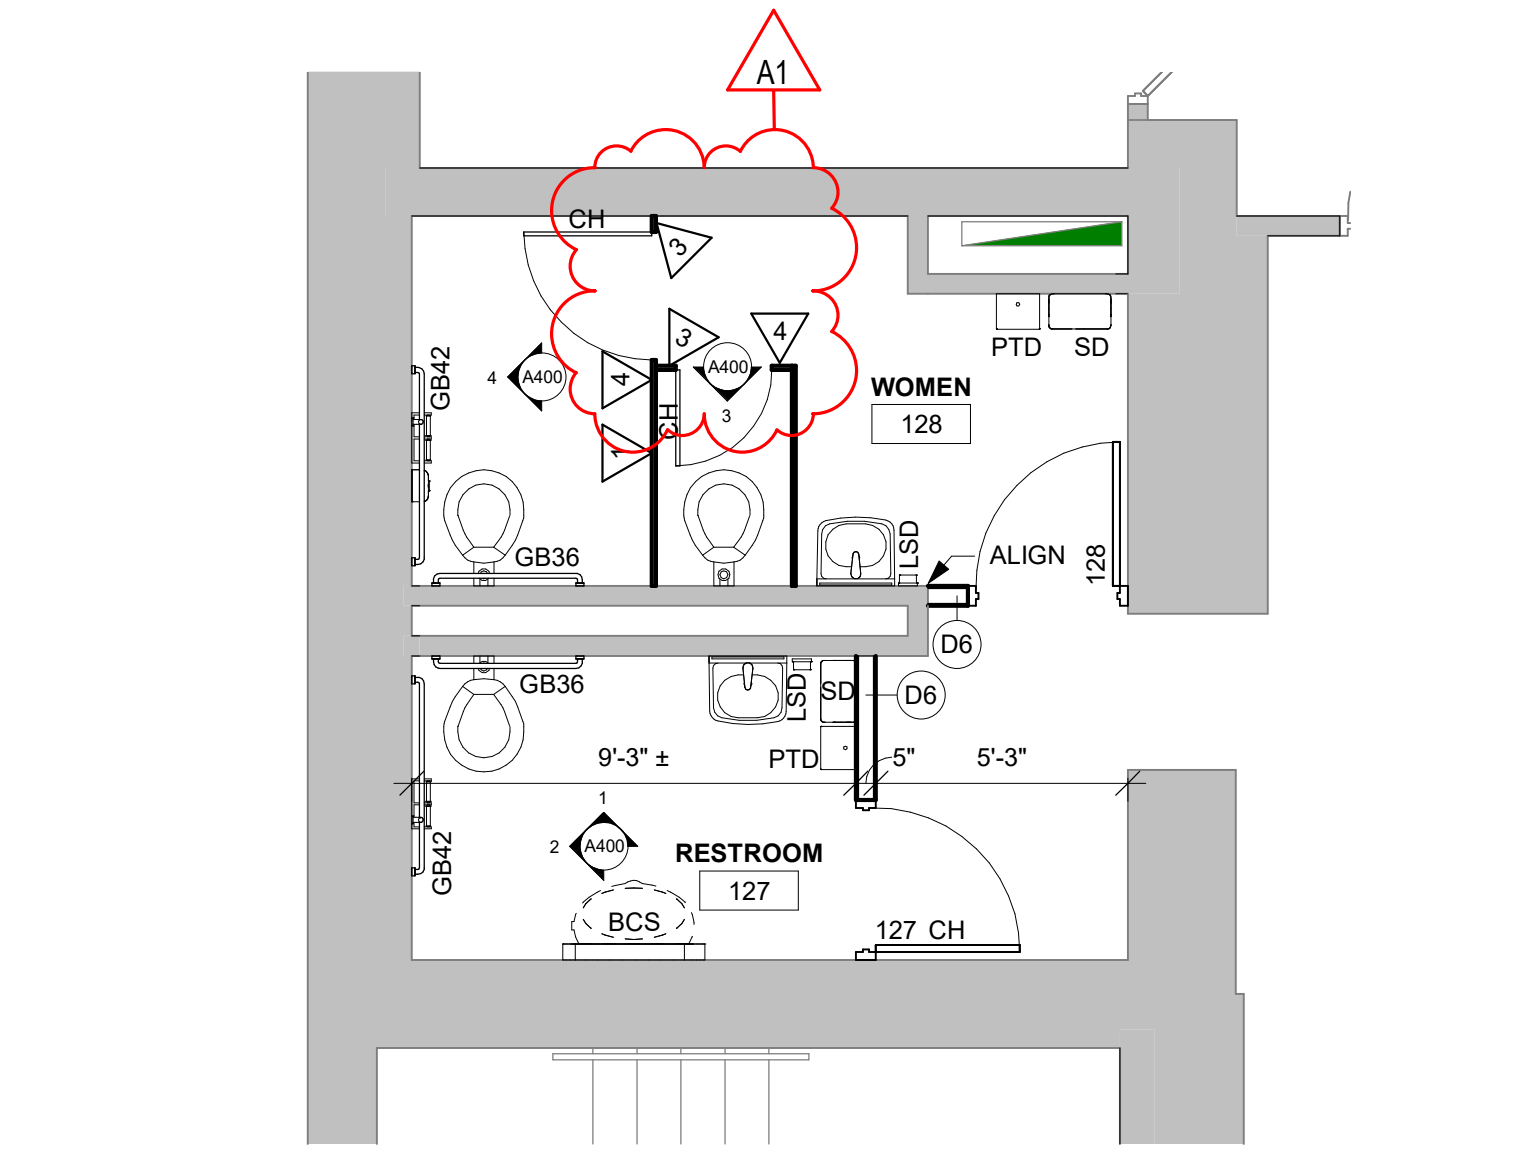 A1
CH
3
3
4
4
A400
4
A400
3
CH
1
GB42
PTD
SD
WOMEN
128
GB36
LSD
ALIGN
128
D6
GB36
LSD
SD
D6
PTD
9'-3" ±
5"
5'-3"
1
2
A400
GB42
RESTROOM
127
BCS
127 CH